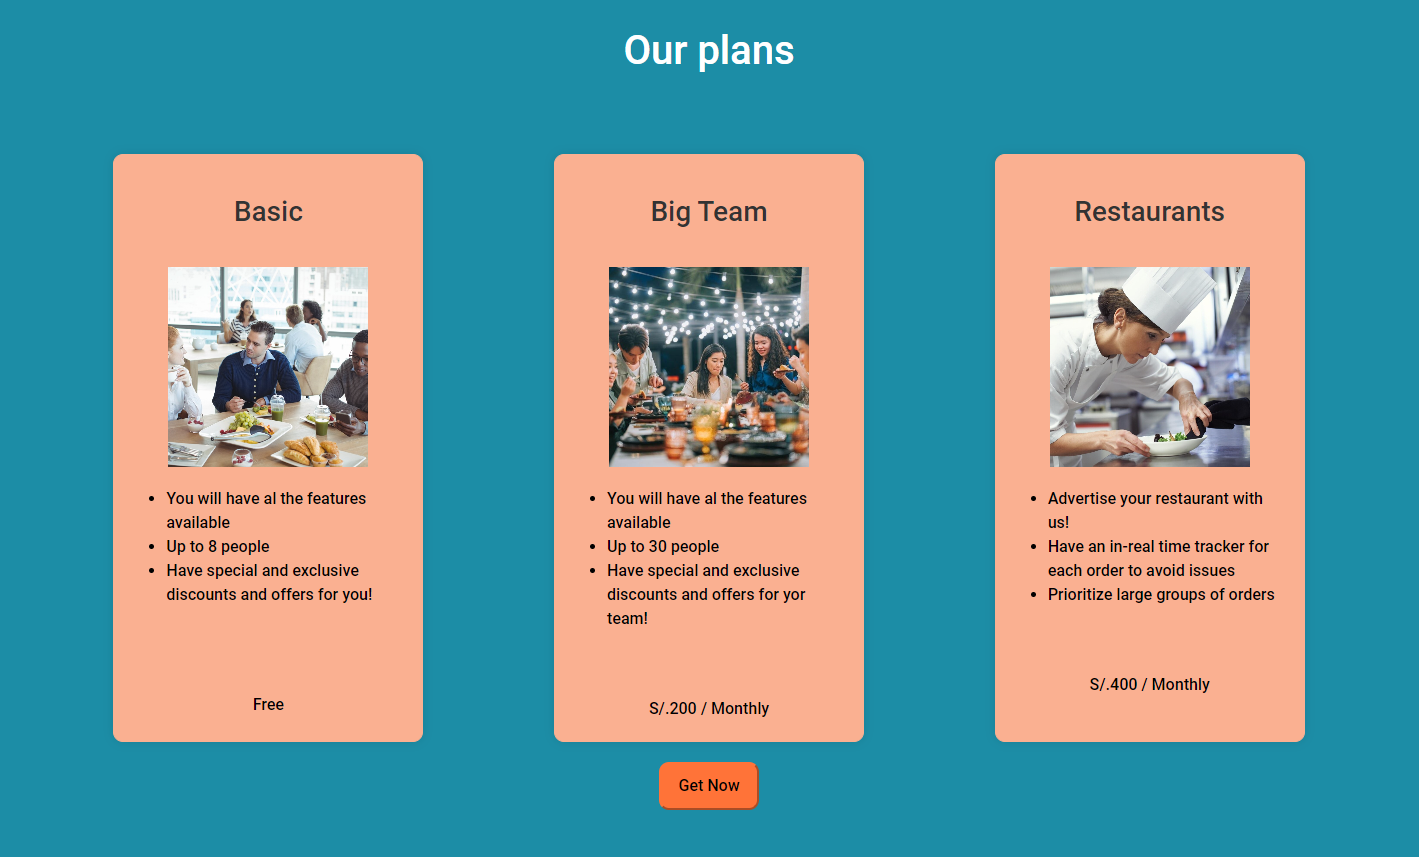 Our plans
Basic
You will have al the features
available
Up to 8 people
Have special and exclusive
discounts and offers for you!
Free
Big Team
You will have al the features
available
Up to 30 people
Have special and exclusive
discounts and offers for yor
team!
S/.200 / Monthly
Restaurants
Advertise your restaurant with
us!
Have an in-real time tracker for
each order to avoid issues
Prioritize large groups of orders
S/.400 / Monthly
Get Now